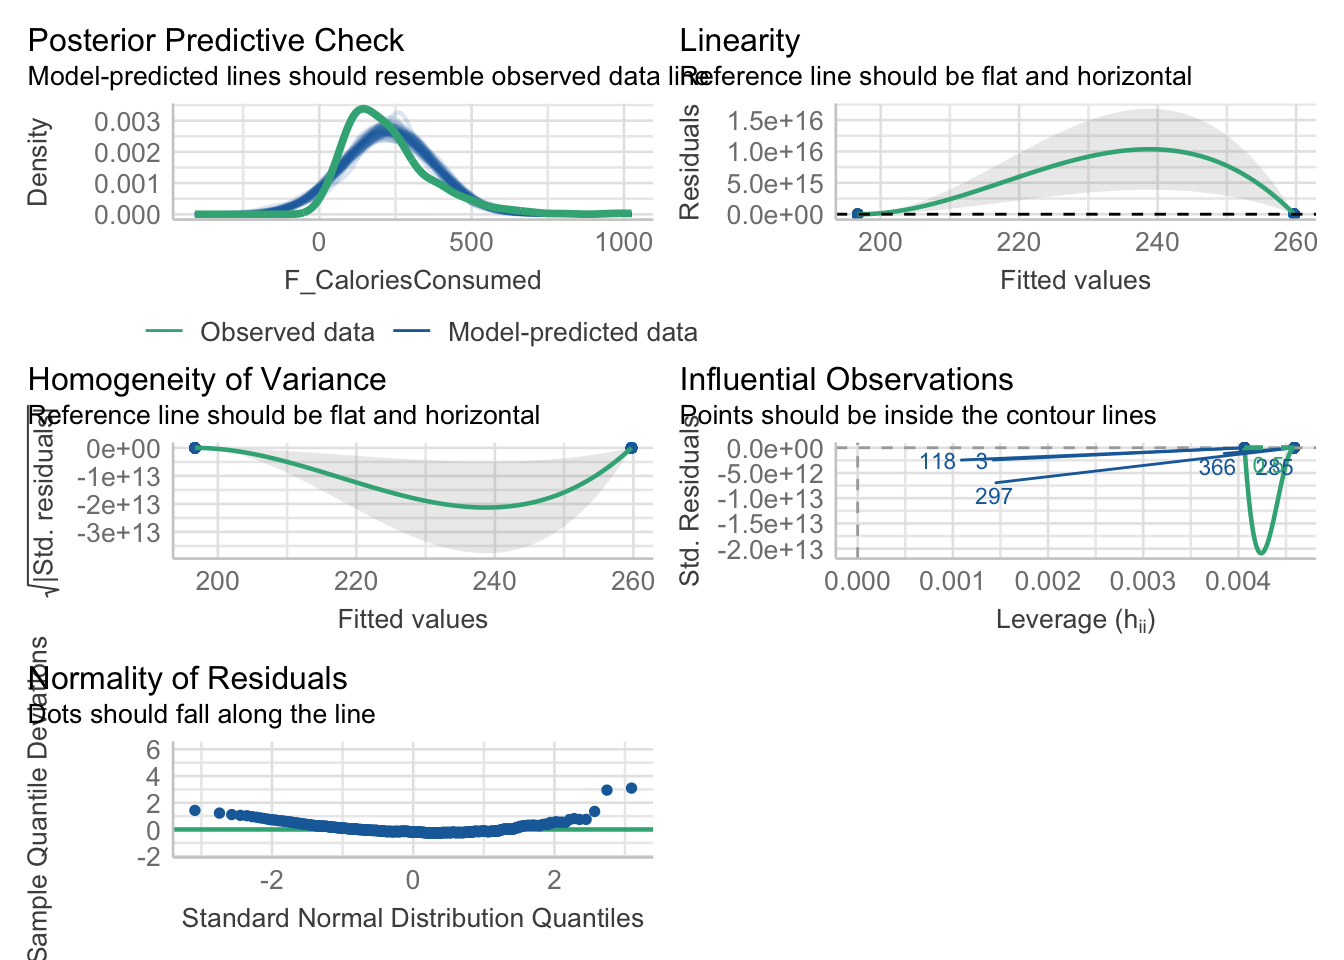 Posterior Predictive Check
Model-predicted lines should resemble observed data line
Density
0.003
0.002
0.001
0.000
0
500
1000
F_CaloriesConsumed
Observed data
Model-predicted data
Linearity
Reference line should be flat and horizontal
Residuals
1.5e+16
1.0e+16
5.0e+15
0.0e+00
200
220
240
260
Fitted values
Homogeneity of Variance
Reference line should be flat and horizontal
√|Std. residuals|
0e+00
-1e+13
-2e+13
-3e+13
200
220
240
260
Fitted values
Influential Observations
Points should be inside the contour lines
Std. Residuals
0.0e+00
-5.0e+12
-1.0e+13
-1.5e+13
-2.0e+13
118
3
297
366
285
0.000
0.001
0.002
0.003
0.004
Leverage (hii)
Normality of Residuals
Dots should fall along the line
Sample Quantile Deviations
6
4
2
0
-2
-2
0
2
Standard Normal Distribution Quantiles